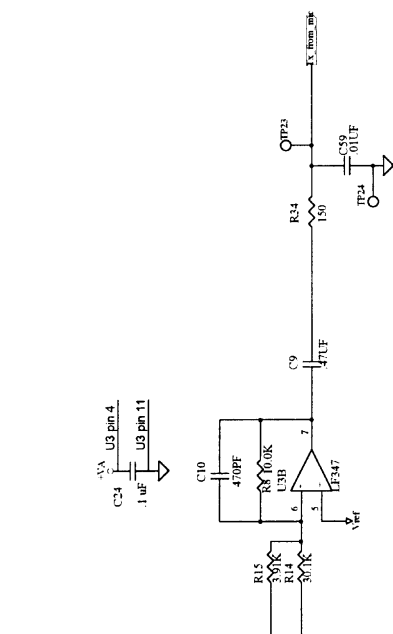 Tx_from_mic
TP23
C59
.01UF
TP24
R34
150
C9
.47UF
+VA
U3 pin 4
U3 pin 11
C24
.1 uF
C10
470PF
R8 10.0K
U3B
7
6
5
LF347
Vref
R15
3.91K
R14
30.1K